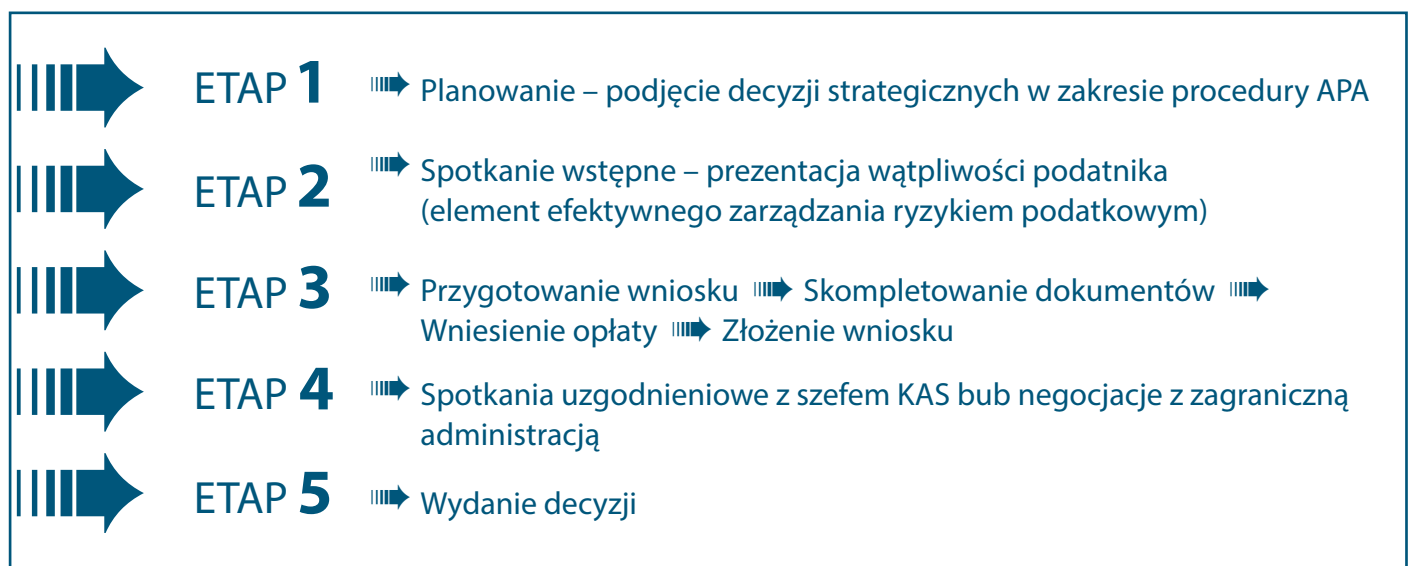 ETAP 1 Planowanie – podjęcie decyzji strategicznych w zakresie procedury APA
ETAP 2 Spotkanie wstępne – prezentacja wątpliwości podatnika
(element efektywnego zarządzania ryzykiem podatkowym)
ETAP 3 Przygotowanie wniosku Skompletowanie dokumentów
Wniesienie opłaty Złożenie wniosku
ETAP 4 Spotkania uzgodnieniowe z szefem KAS bub negocjacje z zagraniczną
administracją
ETAP 5 Wydanie decyzji